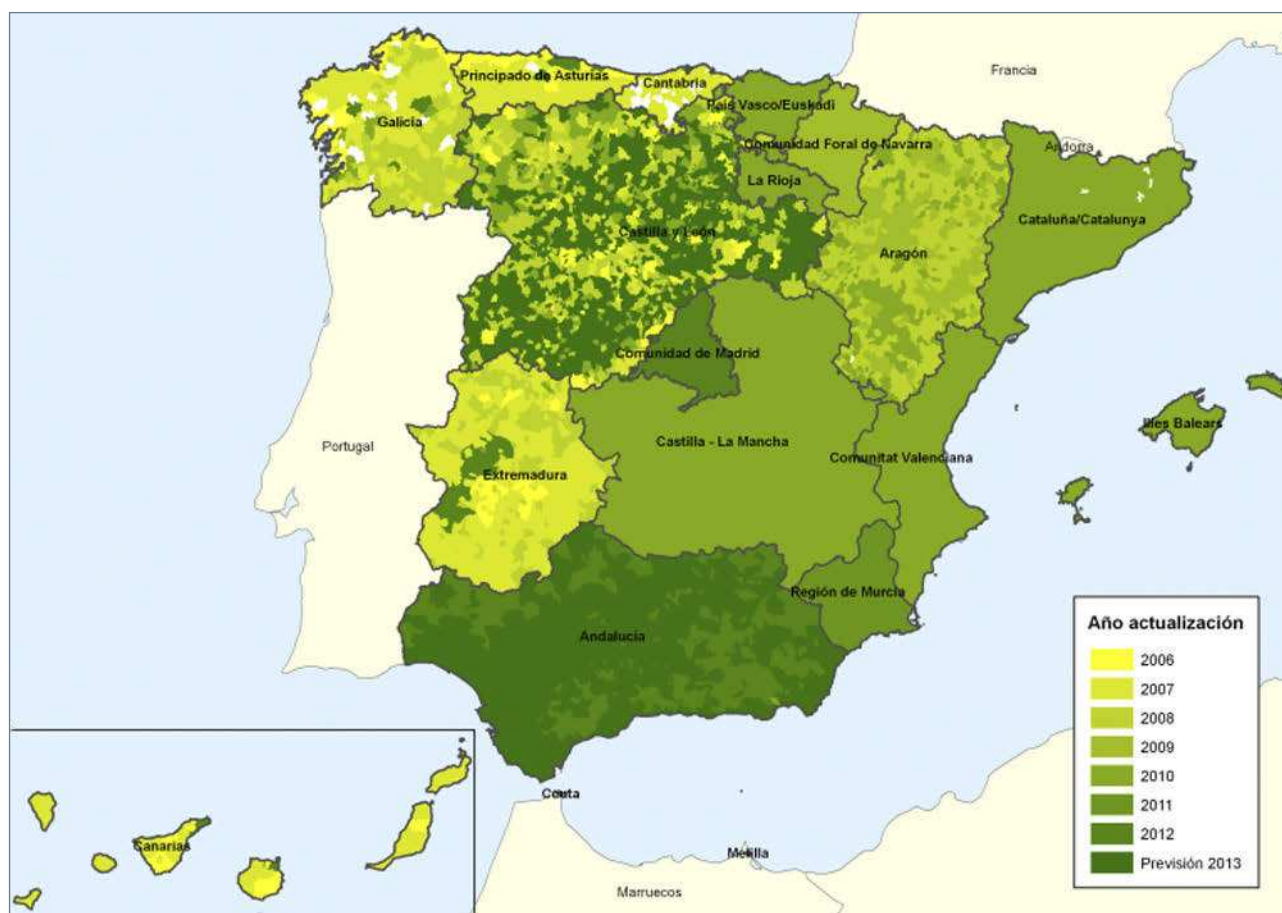 Francia
Principado de Asturias
Cantabria
País Vasco/Euskadi
Galicia
Comunidad Foral de Navarra
Andorra
La Rioja
Cataluña/Catalunya
Castilla y León
Aragón
Comunidad de Madrid
Portugal
Castilla - La Mancha
Illes Balears
Comunitat Valenciana
Extremadura
Región de Murcia
Andalucía
Ceuta
Canarias
Melilla
Marruecos
Año actualización
2006
2007
2008
2009
2010
2011
2012
Previsión 2013